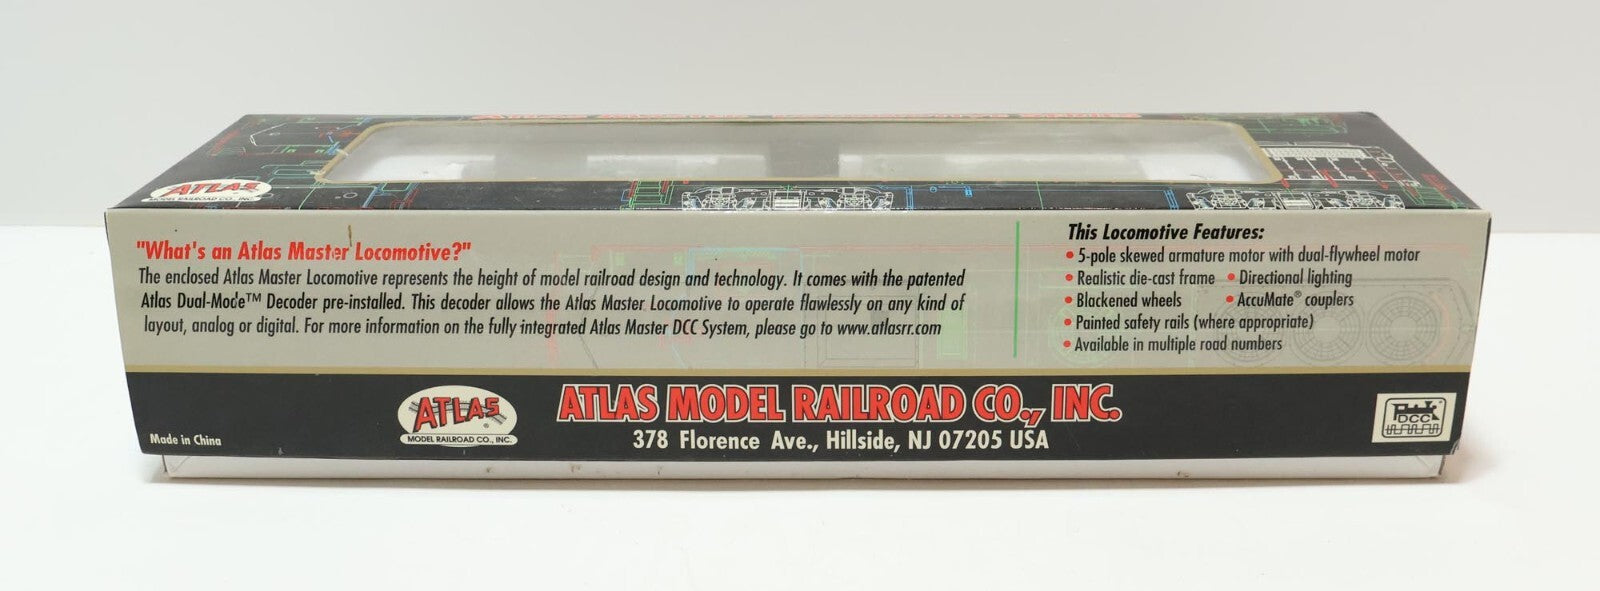 ATLAS
MODEL RAILROAD CO., INC.
"What's an Atlas Master Locomotive?"
The enclosed Atlas Master Locomotive represents the height of model railroad design and technology. It comes with the patented
Atlas Dual-Mode™ Decoder pre-installed. This decoder allows the Atlas Master Locomotive to operate flawlessly on any kind of
layout, analog or digital. For more information on the fully integrated Atlas Master DCC System, please go to www.atlasrr.com
This Locomotive Features:
• 5-pole skewed armature motor with dual-flywheel motor
• Realistic die-cast frame • Directional lighting
• Blackened wheels • AccuMate® couplers
• Painted safety rails (where appropriate)
• Available in multiple road numbers
Made in China
ATLAS®
MODEL RAILROAD CO., INC.
ATLAS MODEL RAILROAD CO., INC.
378 Florence Ave., Hillside, NJ 07205 USA
DCC